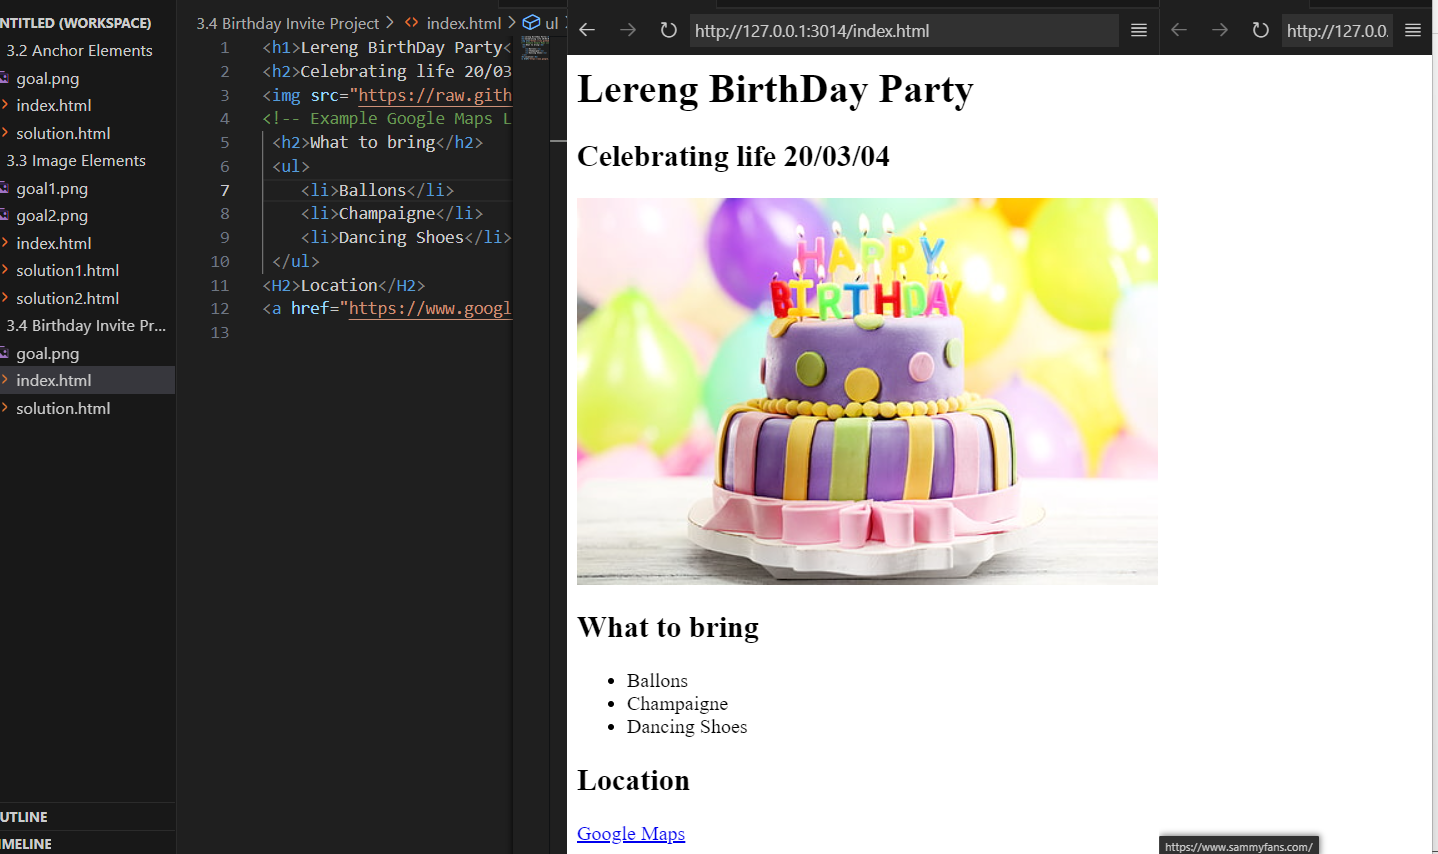 NTITLED (WORKSPACE)
3.2 Anchor Elements
goal.png
index.html
solution.html
3.3 Image Elements
goal1.png
goal2.png
index.html
solution1.html
solution2.html
3.4 Birthday Invite Pr...
goal.png
index.html
solution.html
UTLINE
IMELINE
3.4 Birthday Invite Project > <> index.html > ul
1 <h1>Lereng BirthDay Party<
2 <h2>Celebrating life 20/03
3 <img src="https://raw.gith
4 <!-- Example Google Maps L
5 <h2>What to bring</h2>
6 <ul>
7 <li>Ballons</li>
8 <li>Champaigne</li>
9 <li>Dancing Shoes</li>
10 </ul>
11 <H2>Location</H2>
12 <a href="https://www.googl
13
http://127.0.0.1:3014/index.html
http://127.0.0.
Lereng BirthDay Party
Celebrating life 20/03/04
HAPPY
BIRTHDAY
What to bring
• Ballons
• Champaigne
• Dancing Shoes
Location
Google Maps
https://www.sammyfans.com/